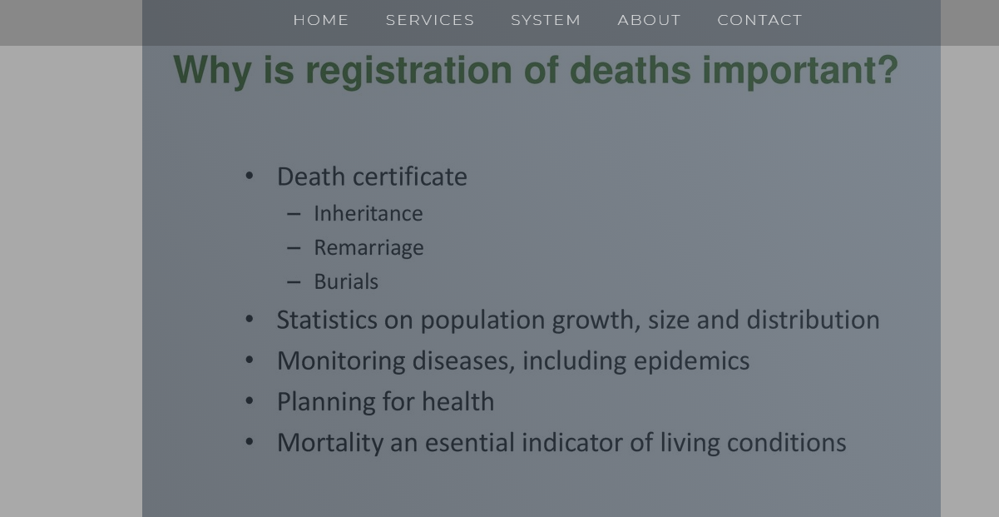 HOME SERVICES SYSTEM ABOUT CONTACT
Why is registration of deaths important?
• Death certificate
– Inheritance
– Remarriage
– Burials
• Statistics on population growth, size and distribution
• Monitoring diseases, including epidemics
• Planning for health
• Mortality an esential indicator of living conditions